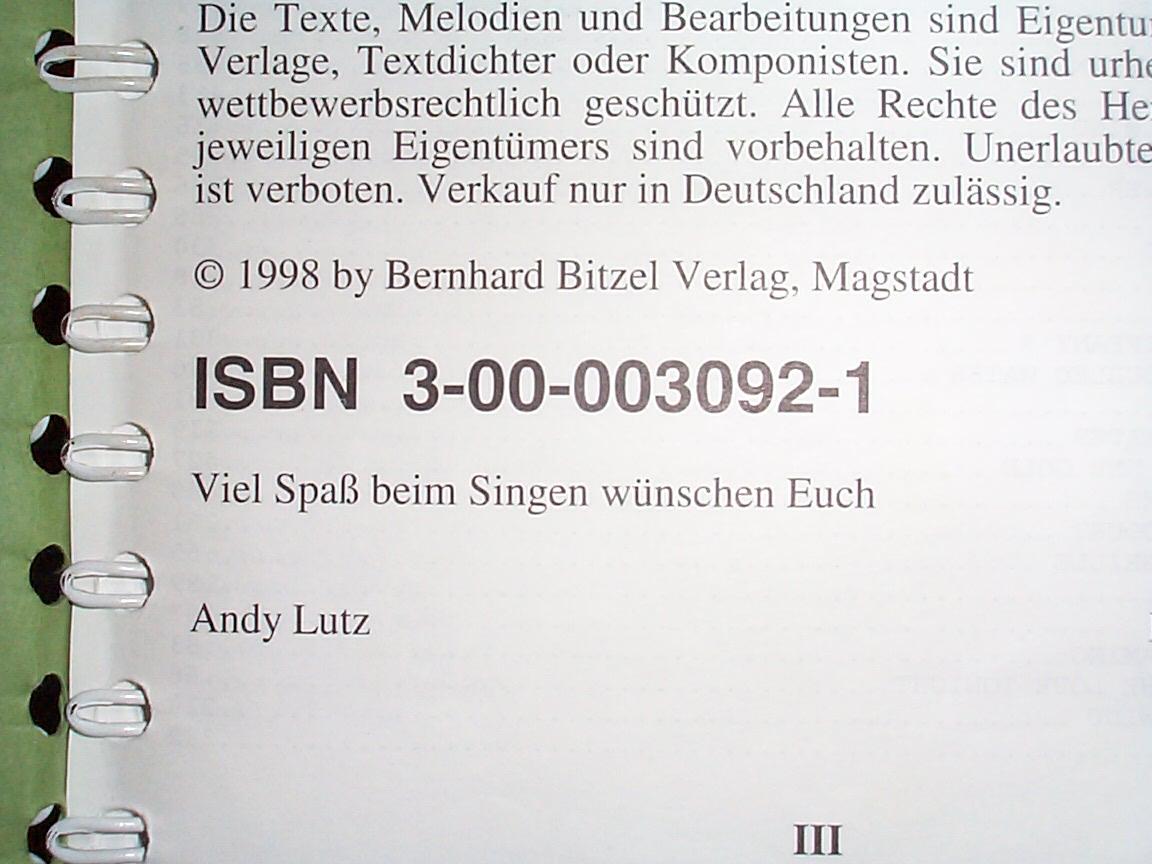 Die Texte, Melodien und Bearbeitungen sind
Verlage, Textdichter oder Komponisten. Sie sind
wettbewerbsrechtlich geschützt. Alle Rechte des
jeweiligen Eigentümers sind vorbehalten. Unerlaubte
ist verboten. Verkauf nur in Deutschland zulässig.
© 1998 by Bernhard Bitzel Verlag, Magstadt
ISBN 3-00-003092-1
Viel Spaß beim Singen wünschen Euch
Andy Lutz
III